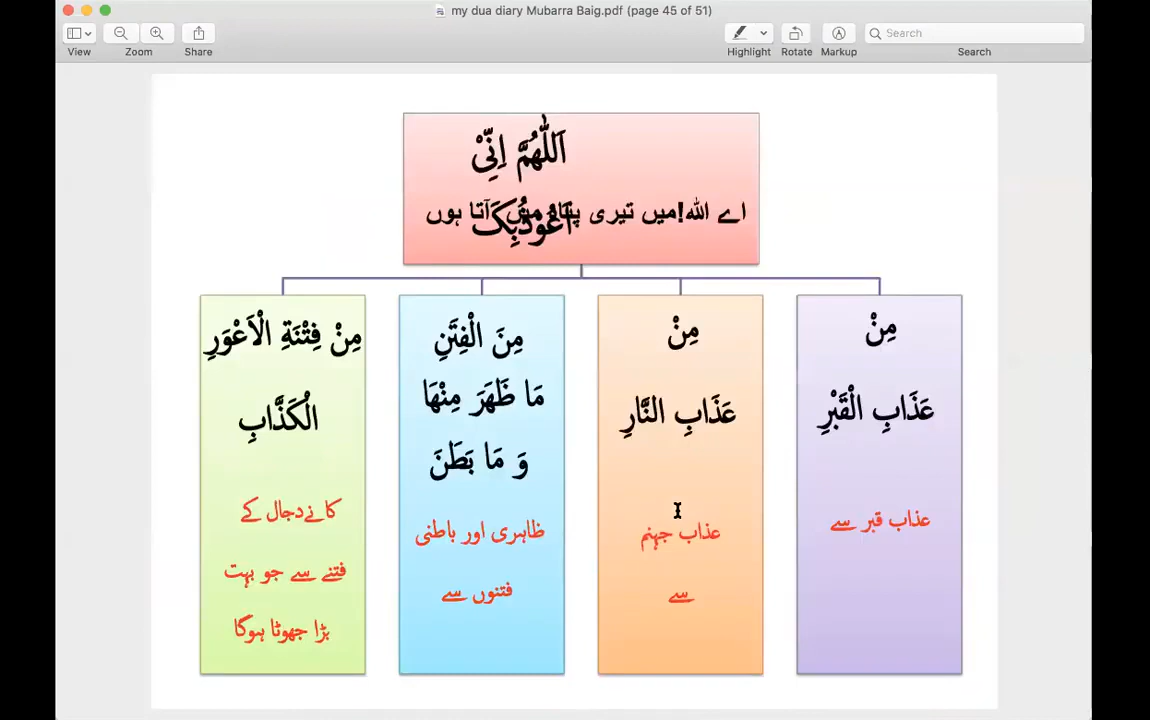 my dua diary Mubarra Baig.pdf (page 45 of 51)
View
Zoom
Share
Highlight
Rotate
Markup
Search
Search
اَللّٰهُمَّ اِنِّیْ
اَعُوْذُبِکَ
اے اللہ!میں تیری پناہ میں آتا ہوں
مِنْ
عَذَابِ الْقَبْرِ
عذاب قبر سے
مِنْ
عَذَابِ النَّارِ
عذاب جہنم
سے
مِنَ الْفِتَنِ
مَا ظَهَرَ مِنْهَا
وَ مَا بَطَنَ
ظاہری اور باطنی
فتنوں سے
مِنْ فِتْنَةِ الْاَعْوَرِ
الْکَذَّابِ
کانے دجال کے
فتنے سے جو بہت
بڑا جھوٹا ہوگا